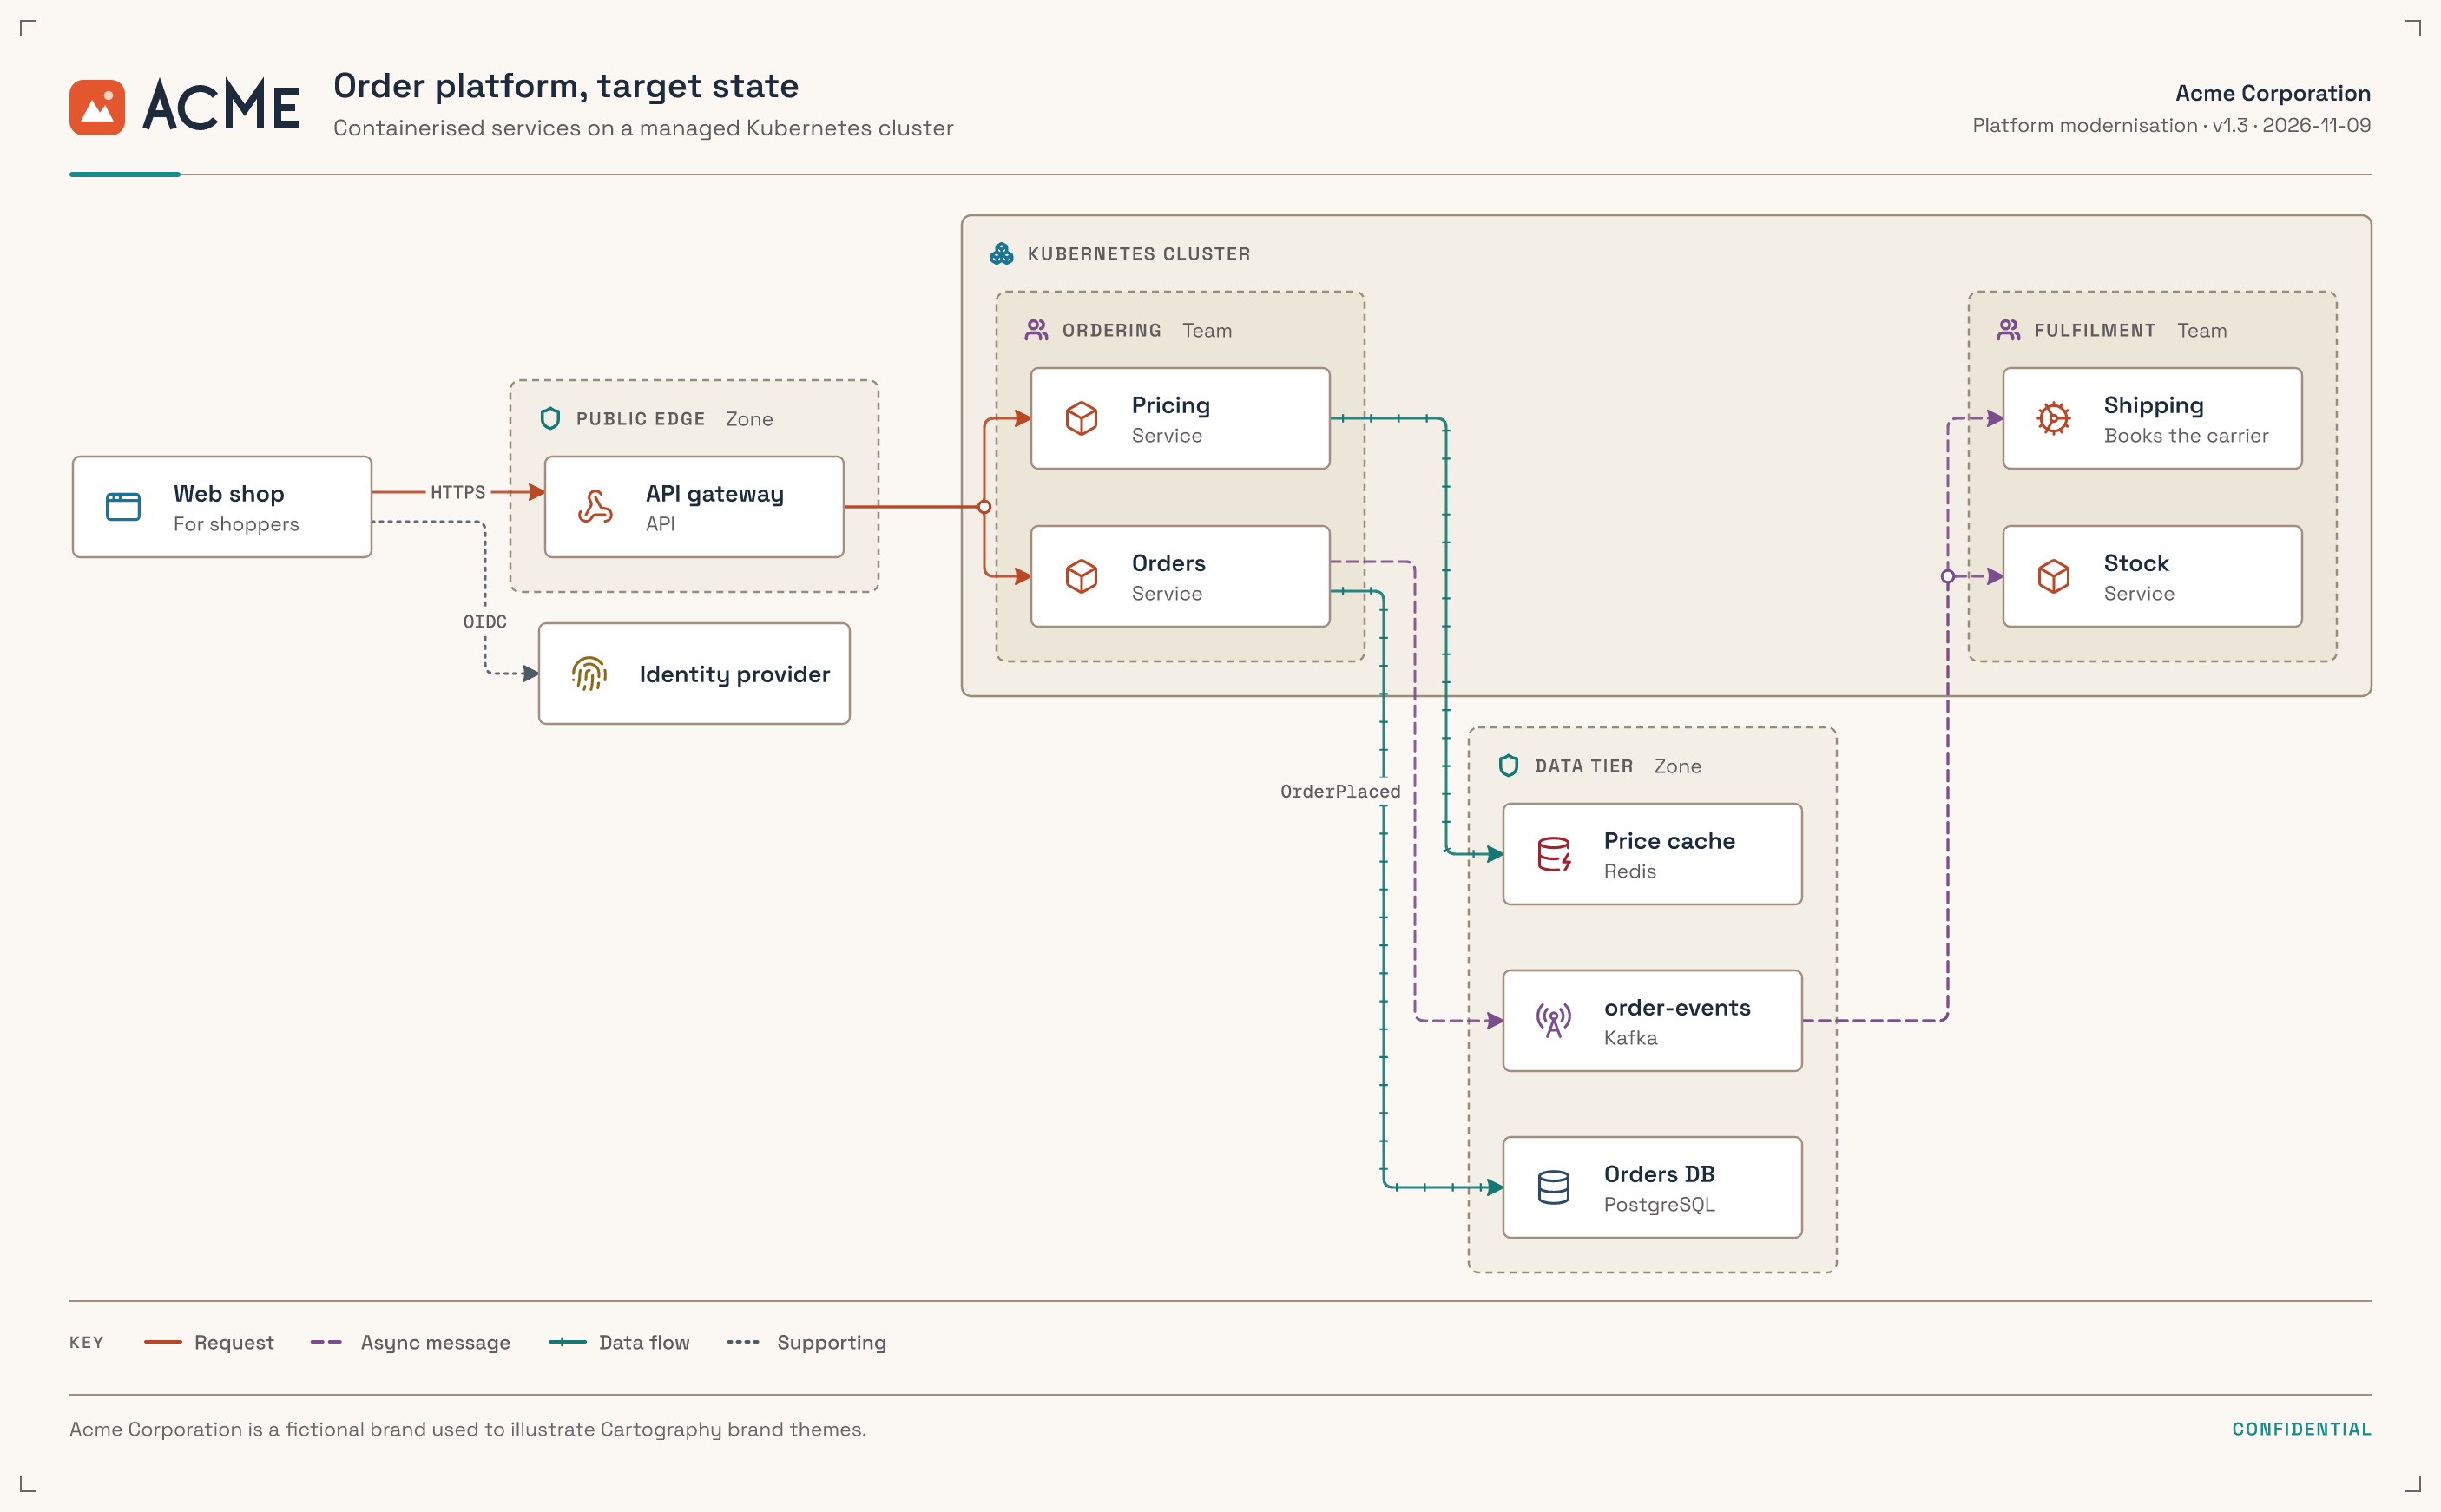 ACME
Order platform, target state
Containerised services on a managed Kubernetes cluster
Acme Corporation
Platform modernisation · v1.3 · 2026-11-09
KUBERNETES CLUSTER
ORDERING Team
FULFILMENT Team
Pricing
Service
Shipping
Books the carrier
PUBLIC EDGE Zone
Web shop
For shoppers
HTTPS
API gateway
API
Orders
Service
Stock
Service
OIDC
Identity provider
DATA TIER Zone
OrderPlaced
Price cache
Redis
order-events
Kafka
Orders DB
PostgreSQL
KEY Request Async message Data flow Supporting
Acme Corporation is a fictional brand used to illustrate Cartography brand themes.
CONFIDENTIAL